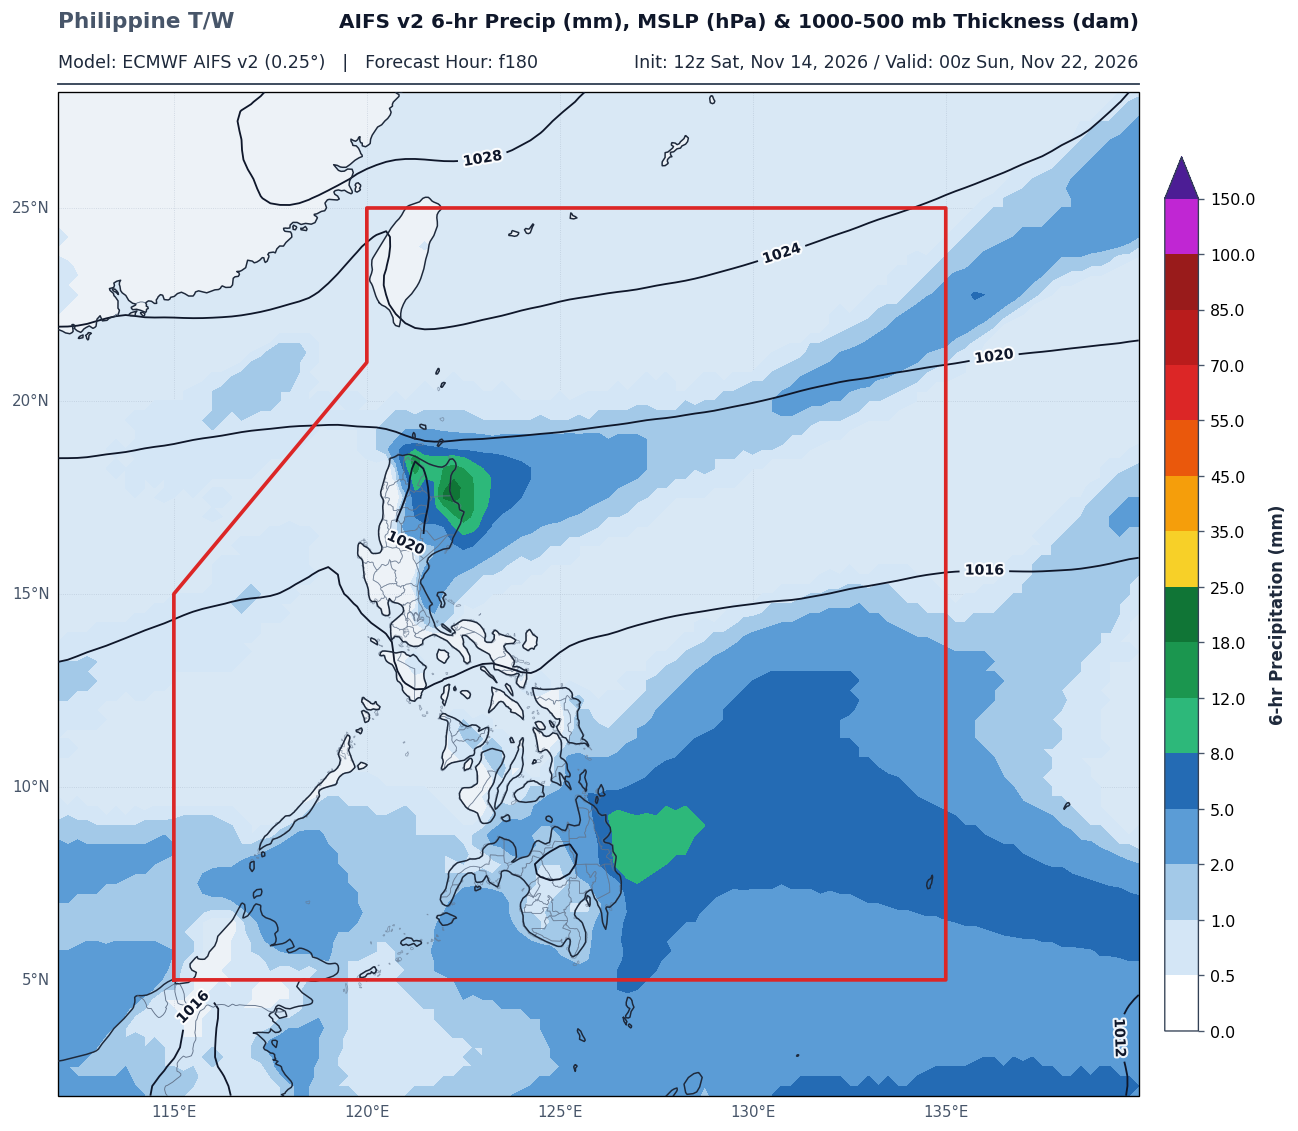 Philippine T/W
AIFS v2 6-hr Precip (mm), MSLP (hPa) & 1000-500 mb Thickness (dam)
Model: ECMWF AIFS v2 (0.25°)   |   Forecast Hour: f180
Init: 12z Sat, Nov 14, 2026 / Valid: 00z Sun, Nov 22, 2026
1028
1024
1020
1020
1016
1016
1012
25°N
20°N
15°N
10°N
5°N
115°E
120°E
125°E
130°E
135°E
150.0
100.0
85.0
70.0
55.0
45.0
35.0
25.0
18.0
12.0
8.0
5.0
2.0
1.0
0.5
0.0
6-hr Precipitation (mm)